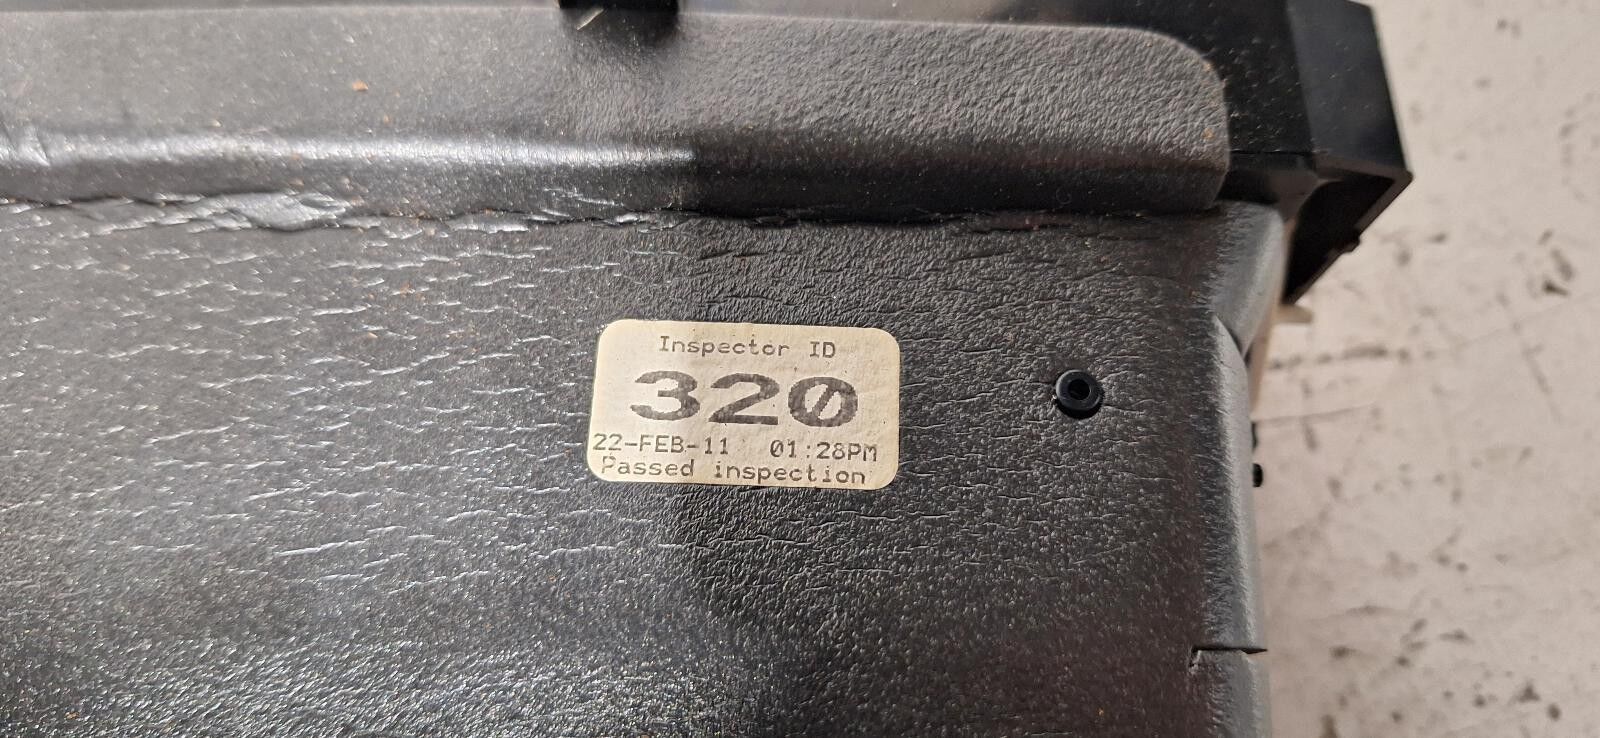 Inspector ID
320
22-FEB-11 01:28PM
Passed inspection